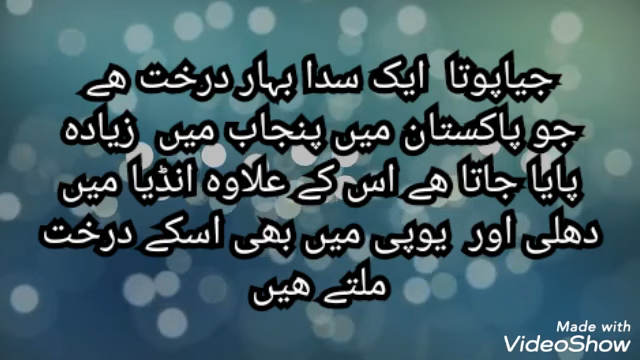 جیاپوتا ایک سدا بہار درخت ھے
جو پاکستان میں پنجاب میں زیادہ
پایا جاتا ھے اس کے علاوہ انڈیا میں
دھلی اور یوپی میں بھی اسکے درخت
ملتے ھیں
Made with
VideoShow